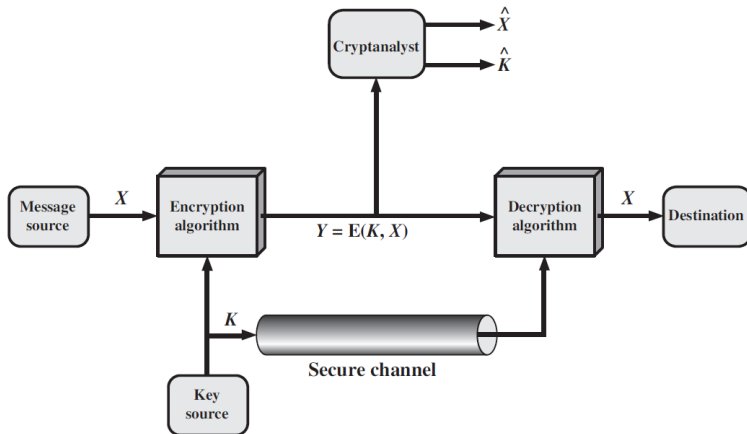 X̂
Cryptanalyst
K̂
Message
source
X
Encryption
algorithm
Y = E(K, X)
Decryption
algorithm
X
Destination
K
Secure channel
Key
source